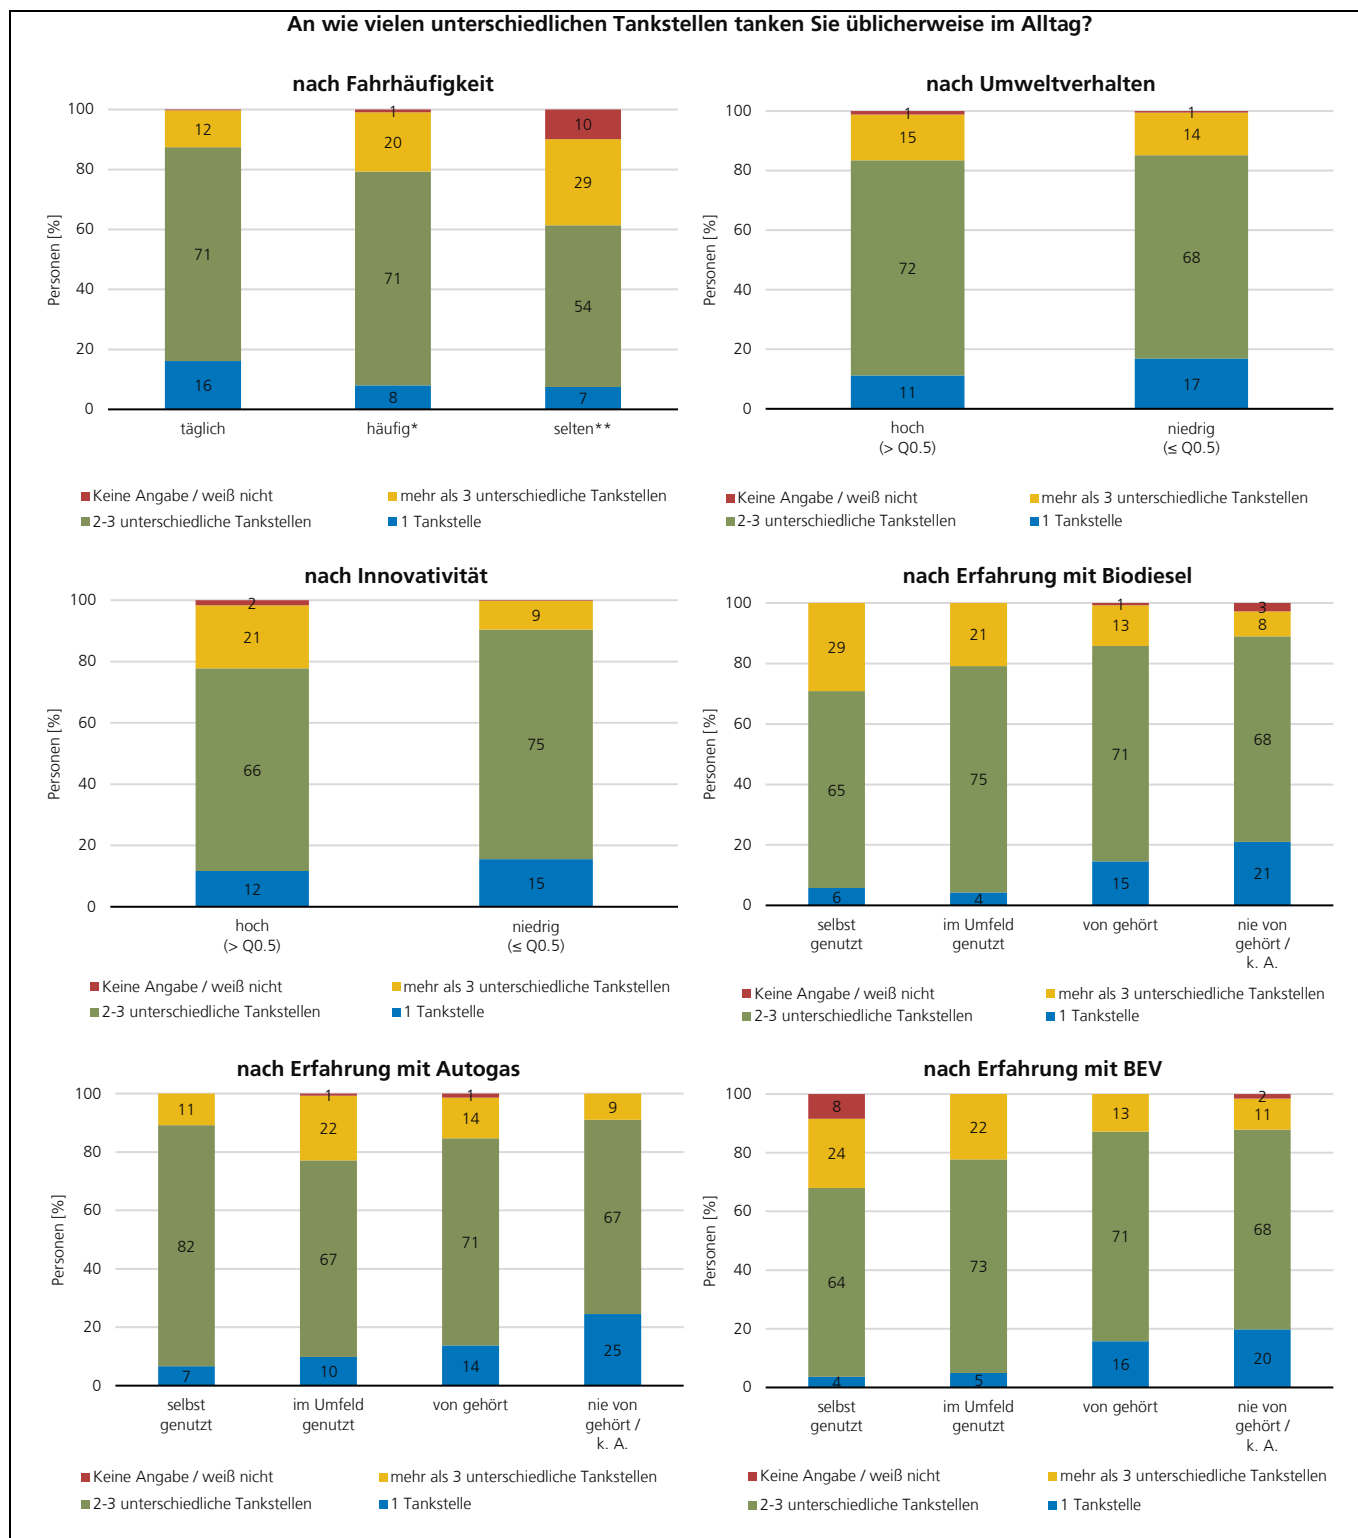 An wie vielen unterschiedlichen Tankstellen tanken Sie üblicherweise im Alltag?
nach Fahrhäufigkeit
Personen [%]
100
80
60
40
20
0
12
71
16
1
20
71
8
10
29
54
7
täglich
häufig*
selten**
Keine Angabe / weiß nicht
mehr als 3 unterschiedliche Tankstellen
2-3 unterschiedliche Tankstellen
1 Tankstelle
nach Umweltverhalten
Personen [%]
100
80
60
40
20
0
1
15
72
11
1
14
68
17
hoch
(> Q0.5)
niedrig
(≤ Q0.5)
Keine Angabe / weiß nicht
mehr als 3 unterschiedliche Tankstellen
2-3 unterschiedliche Tankstellen
1 Tankstelle
nach Innovativität
Personen [%]
100
80
60
40
20
0
2
21
66
12
9
75
15
hoch
(> Q0.5)
niedrig
(≤ Q0.5)
Keine Angabe / weiß nicht
mehr als 3 unterschiedliche Tankstellen
2-3 unterschiedliche Tankstellen
1 Tankstelle
nach Erfahrung mit Biodiesel
Personen [%]
100
80
60
40
20
0
29
65
6
21
75
4
1
13
71
15
3
8
68
21
selbst
genutzt
im Umfeld
genutzt
von gehört
nie von
gehört /
k. A.
Keine Angabe / weiß nicht
mehr als 3 unterschiedliche Tankstellen
2-3 unterschiedliche Tankstellen
1 Tankstelle
nach Erfahrung mit Autogas
Personen [%]
100
80
60
40
20
0
11
82
7
1
22
67
10
1
14
71
14
9
67
25
selbst
genutzt
im Umfeld
genutzt
von gehört
nie von
gehört /
k. A.
Keine Angabe / weiß nicht
mehr als 3 unterschiedliche Tankstellen
2-3 unterschiedliche Tankstellen
1 Tankstelle
nach Erfahrung mit BEV
Personen [%]
100
80
60
40
20
0
8
24
64
4
22
73
5
13
71
16
2
11
68
20
selbst
genutzt
im Umfeld
genutzt
von gehört
nie von
gehört /
k. A.
Keine Angabe / weiß nicht
mehr als 3 unterschiedliche Tankstellen
2-3 unterschiedliche Tankstellen
1 Tankstelle